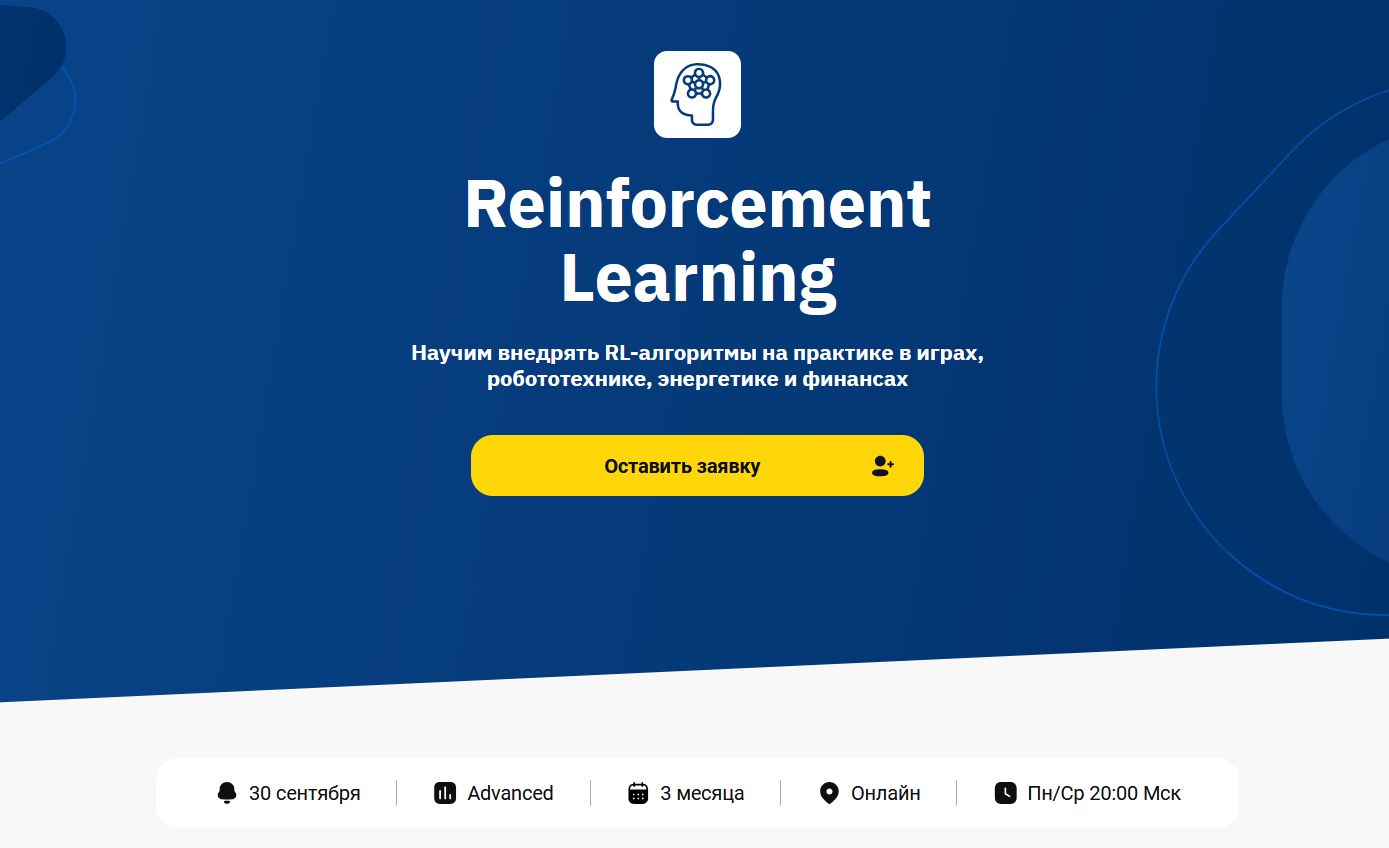 Reinforcement
Learning
Научим внедрять RL-алгоритмы на практике в играх,
робототехнике, энергетике и финансах
Оставить заявку
30 сентября
Advanced
3 месяца
Онлайн
Пн/Ср 20:00 Мск